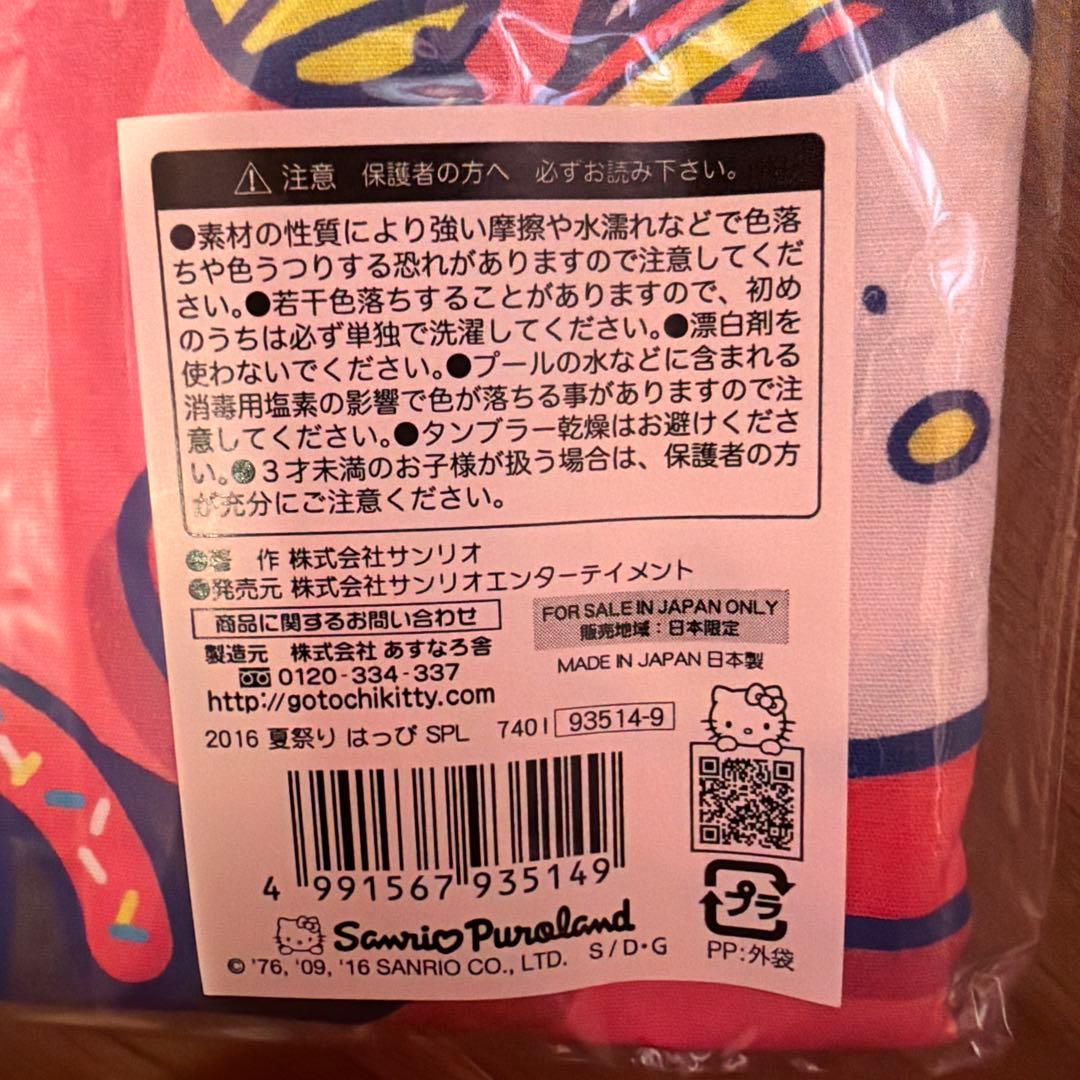 ⚠ 注意 保護者の方へ 必ずお読み下さい。
●素材の性質により強い摩擦や水濡れなどで色落
ちや色うつりする恐れがありますので注意してくだ
さい。●若干色落ちすることがありますので、初め
のうちは必ず単独で洗濯してください。●漂白剤を
使わないでください。●プールの水などに含まれる
消毒用塩素の影響で色が落ちる事がありますので注
意してください。●タンブラー乾燥はお避けくださ
い。●3才未満のお子様が扱う場合は、保護者の方
が充分にご注意ください。
●著 作 株式会社サンリオ
●発売元 株式会社サンリオエンターテイメント
商品に関するお問い合わせ
FOR SALE IN JAPAN ONLY
販売地域:日本限定
製造元 株式会社 あすなろ舎
0120-334-337
MADE IN JAPAN 日本製
http://gotochikitty.com
2016 夏祭り はっぴ SPL 740I 93514-9
4 991567 935149
Sanrio Puroland
S/D・G
© '76, '09, '16 SANRIO CO., LTD.
プラ
PP:外袋